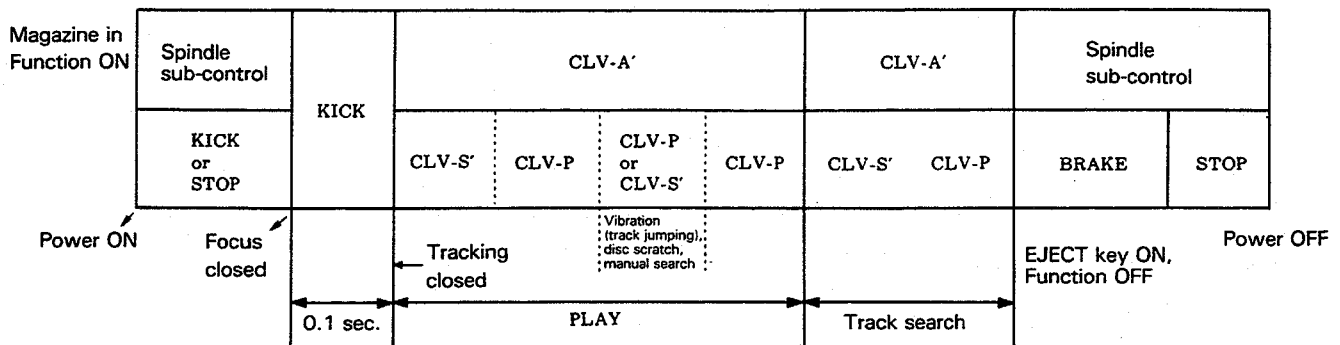 Magazine in
Function ON
Spindle
sub-control
KICK
CLV-A′
CLV-A′
Spindle
sub-control
KICK
or
STOP
CLV-S′
CLV-P
CLV-P
or
CLV-S′
CLV-P
CLV-S′
CLV-P
BRAKE
STOP
Power ON
Focus
closed
Tracking
closed
Vibration
(track jumping),
disc scratch,
manual search
EJECT key ON,
Function OFF
Power OFF
0.1 sec.
PLAY
Track search